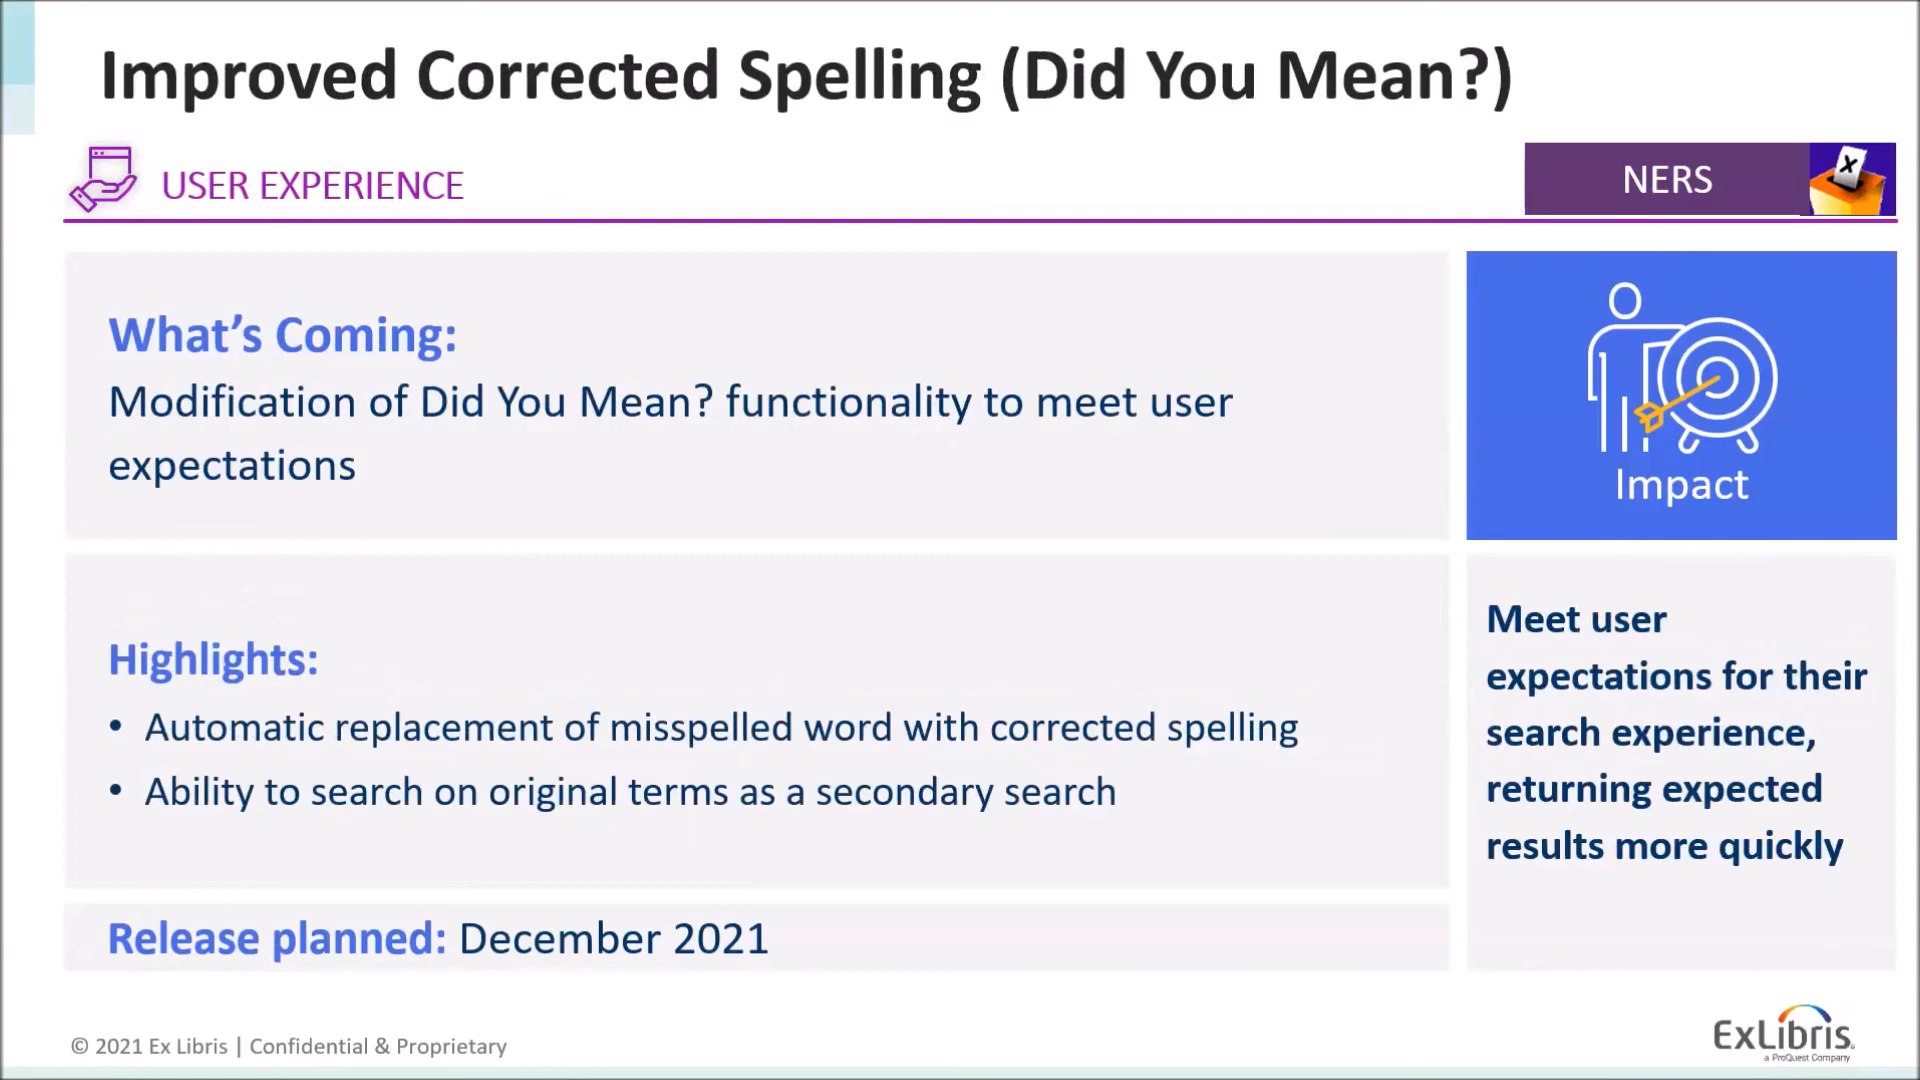 Improved Corrected Spelling (Did You Mean?)
USER EXPERIENCE
NERS
X
What’s Coming:
Modification of Did You Mean? functionality to meet user
expectations
Impact
Highlights:
• Automatic replacement of misspelled word with corrected spelling
• Ability to search on original terms as a secondary search
Meet user
expectations for their
search experience,
returning expected
results more quickly
Release planned: December 2021
© 2021 Ex Libris | Confidential & Proprietary
ExLibris
a ProQuest Company